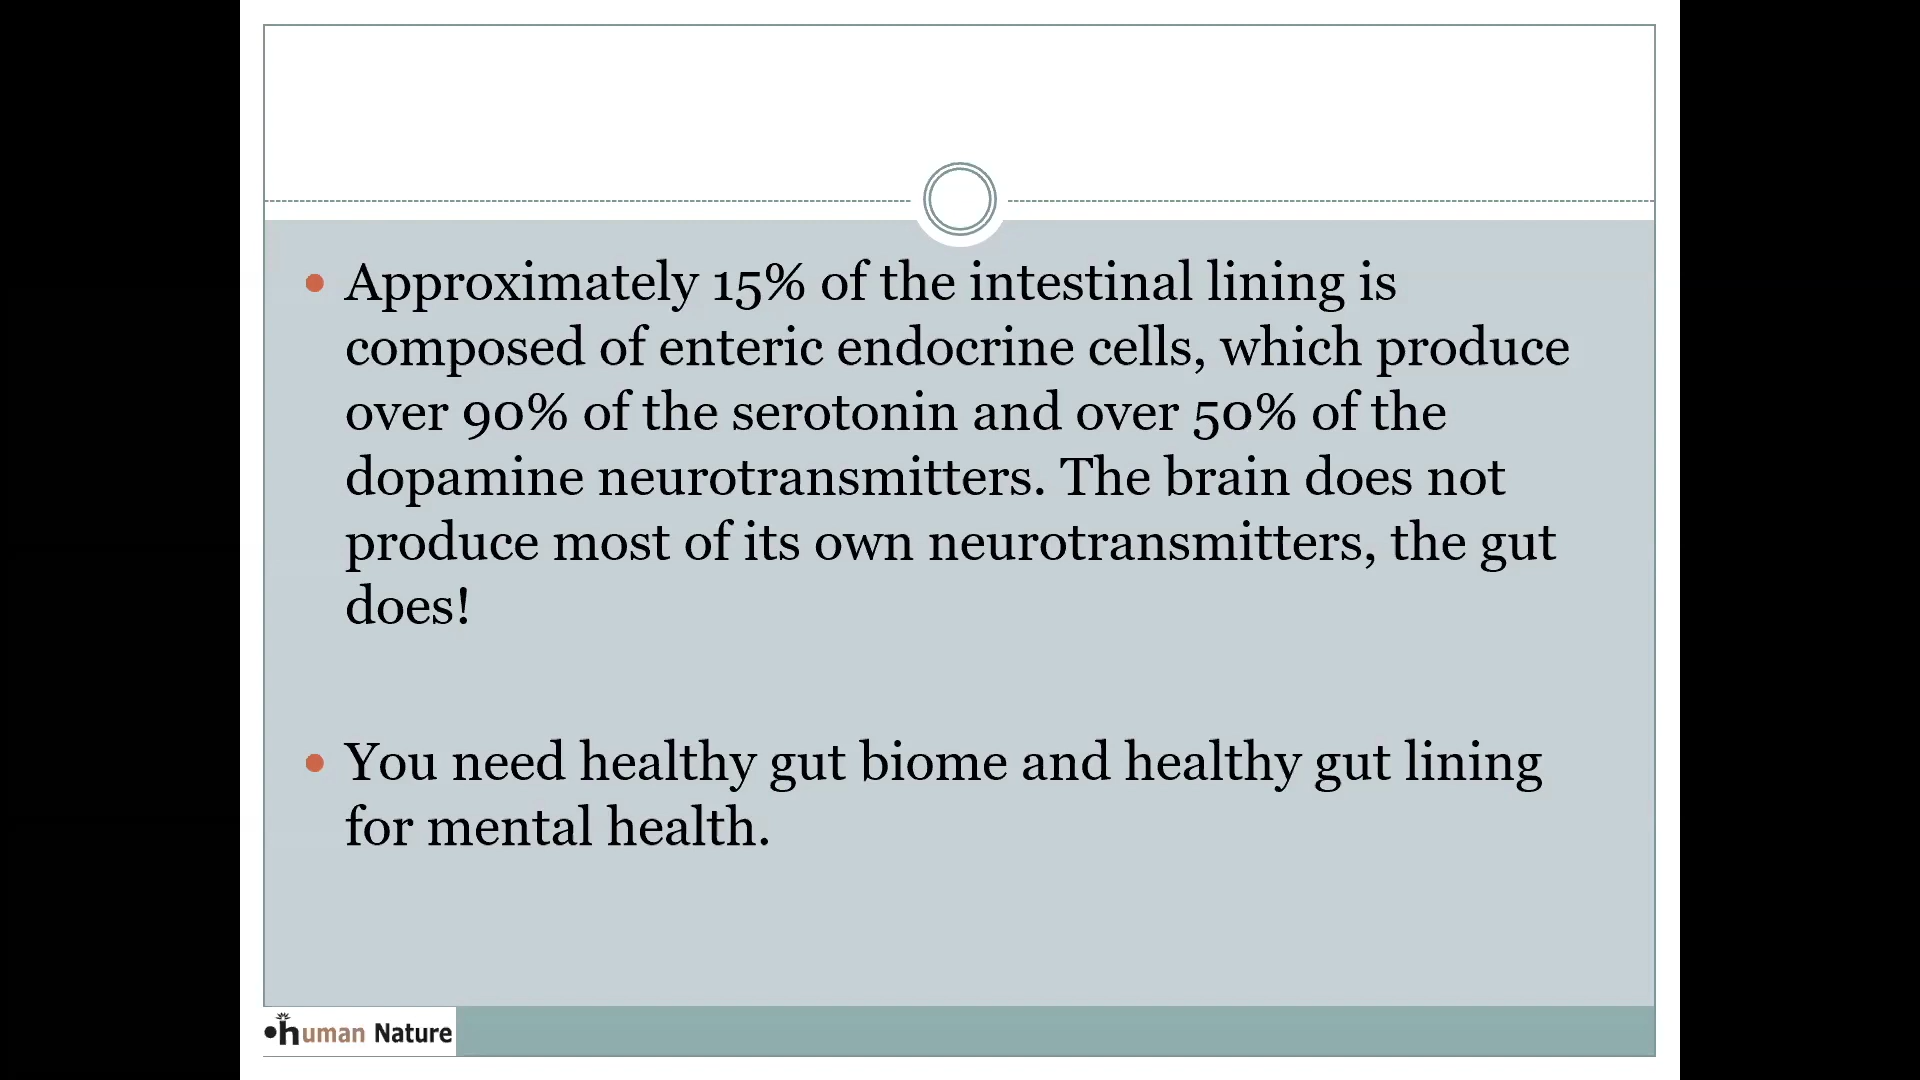 • Approximately 15% of the intestinal lining is
composed of enteric endocrine cells, which produce
over 90% of the serotonin and over 50% of the
dopamine neurotransmitters. The brain does not
produce most of its own neurotransmitters, the gut
does!
• You need healthy gut biome and healthy gut lining
for mental health.
human Nature